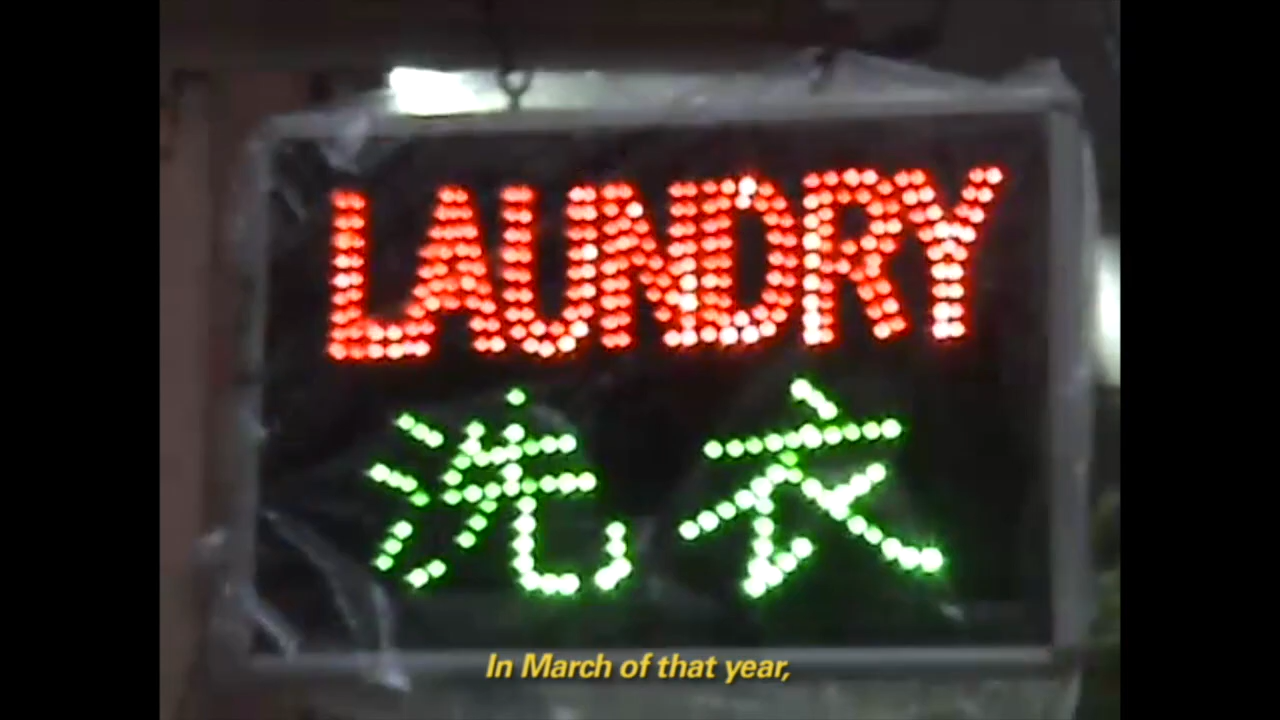 LAUNDRY
洗衣
In March of that year,